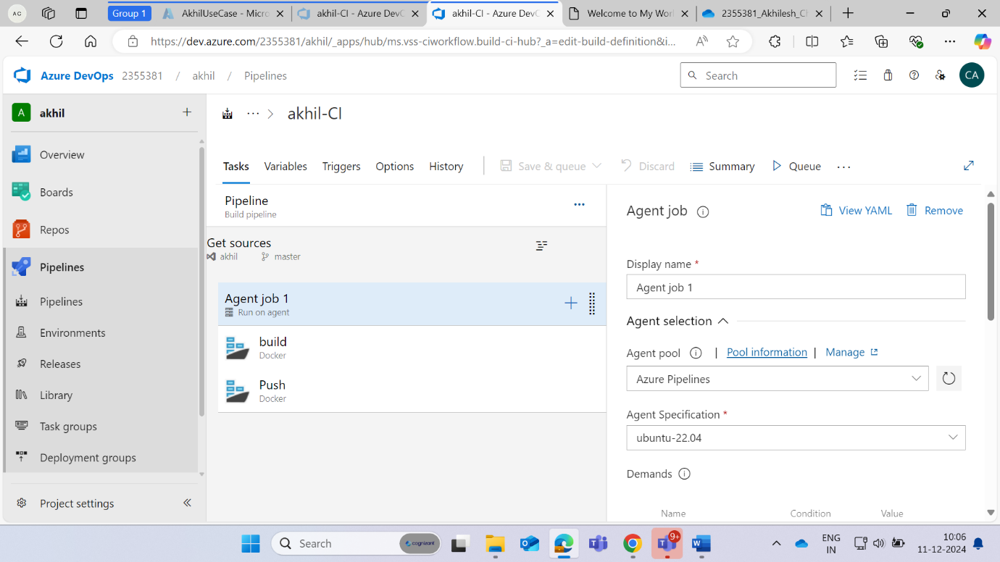 AC
Group 1
AkhilUseCase - Micro
akhil-CI - Azure DevO
akhil-CI - Azure DevO
Welcome to My Wor
2355381_Akhilesh_Ch
https://dev.azure.com/2355381/akhil/_apps/hub/ms.vss-ciworkflow.build-ci-hub?_a=edit-build-definition&i...
Azure DevOps 2355381 / akhil / Pipelines
Search
CA
A akhil
akhil-CI
Overview
Boards
Repos
Pipelines
Pipelines
Environments
Releases
Library
Task groups
Deployment groups
Project settings
Tasks Variables Triggers Options History Save & queue Discard Summary Queue
Pipeline
Build pipeline
Get sources
akhil master
Agent job 1
Run on agent
build
Docker
Push
Docker
Agent job View YAML Remove
Display name *
Agent job 1
Agent selection
Agent pool | Pool information | Manage
Azure Pipelines
Agent Specification *
ubuntu-22.04
Demands
Name Condition Value
Search
cognizant
9+
ENG
IN
10:06
11-12-2024